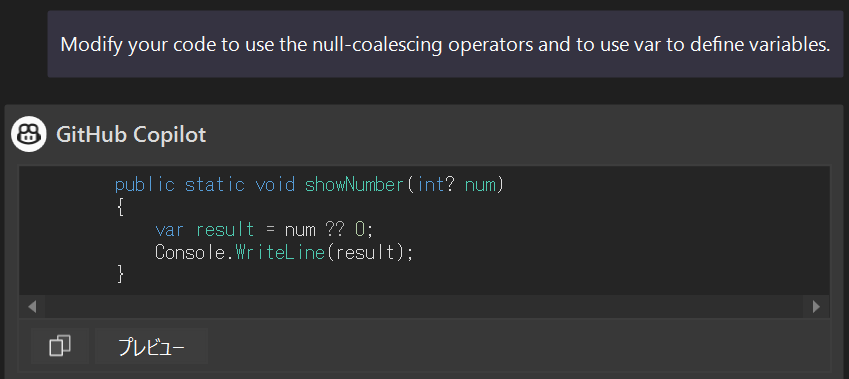 Modify your code to use the null-coalescing operators and to use var to define variables.
GitHub Copilot
public static void showNumber(int? num)
{
var result = num ?? 0;
Console.WriteLine(result);
}
プレビュー